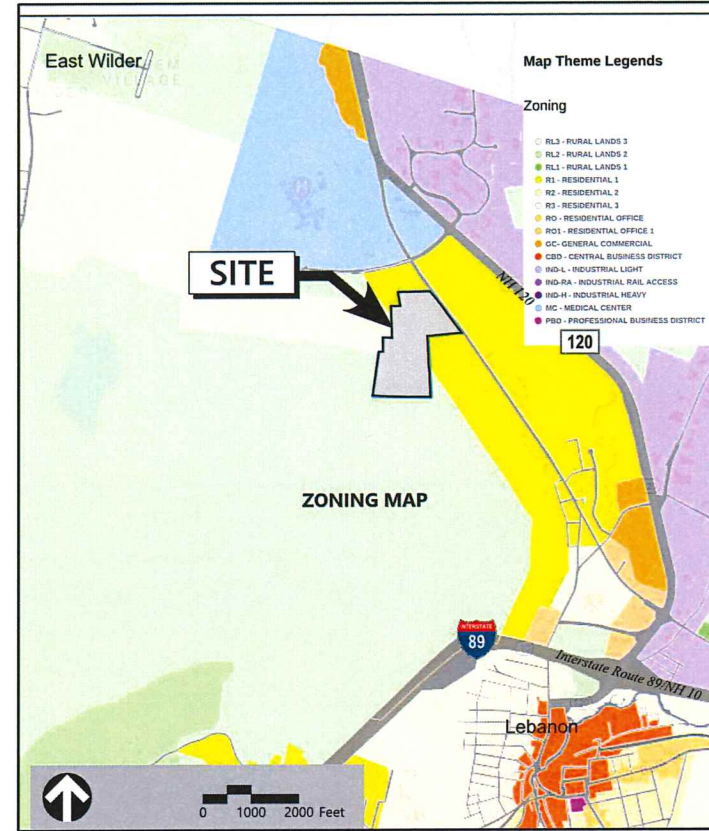 East Wilder
Map Theme Legends
Zoning
RL3 - RURAL LANDS 3
RL2 - RURAL LANDS 2
RL1 - RURAL LANDS 1
R1 - RESIDENTIAL 1
R2 - RESIDENTIAL 2
R3 - RESIDENTIAL 3
RO - RESIDENTIAL OFFICE
RO1 - RESIDENTIAL OFFICE 1
GC- GENERAL COMMERCIAL
CBD - CENTRAL BUSINESS DISTRICT
IND-L - INDUSTRIAL LIGHT
IND-RA - INDUSTRIAL RAIL ACCESS
IND-H - INDUSTRIAL HEAVY
MC - MEDICAL CENTER
PBD - PROFESSIONAL BUSINESS DISTRICT
SITE
NH 120
120
ZONING MAP
INTERSTATE
89
Interstate Route 89/NH 10
Lebanon
0 1000 2000 Feet